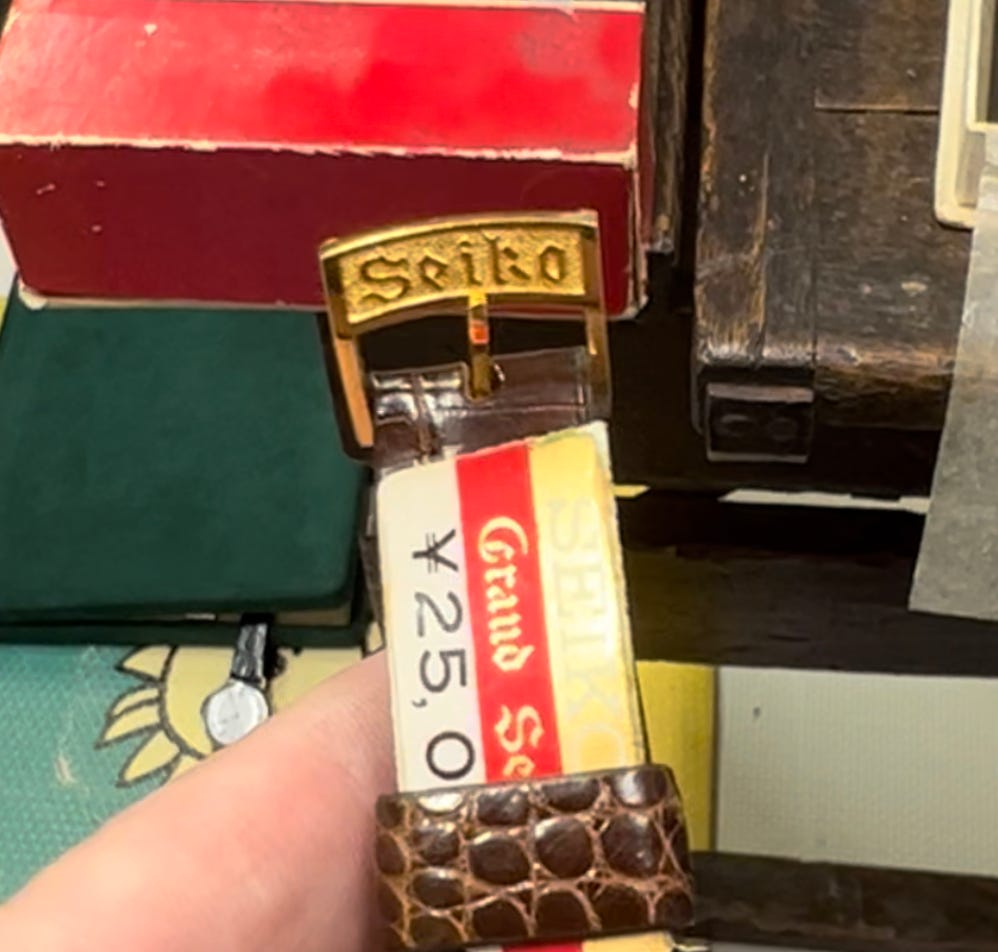 Seiko
SEIKO
Grand Se
¥25,0